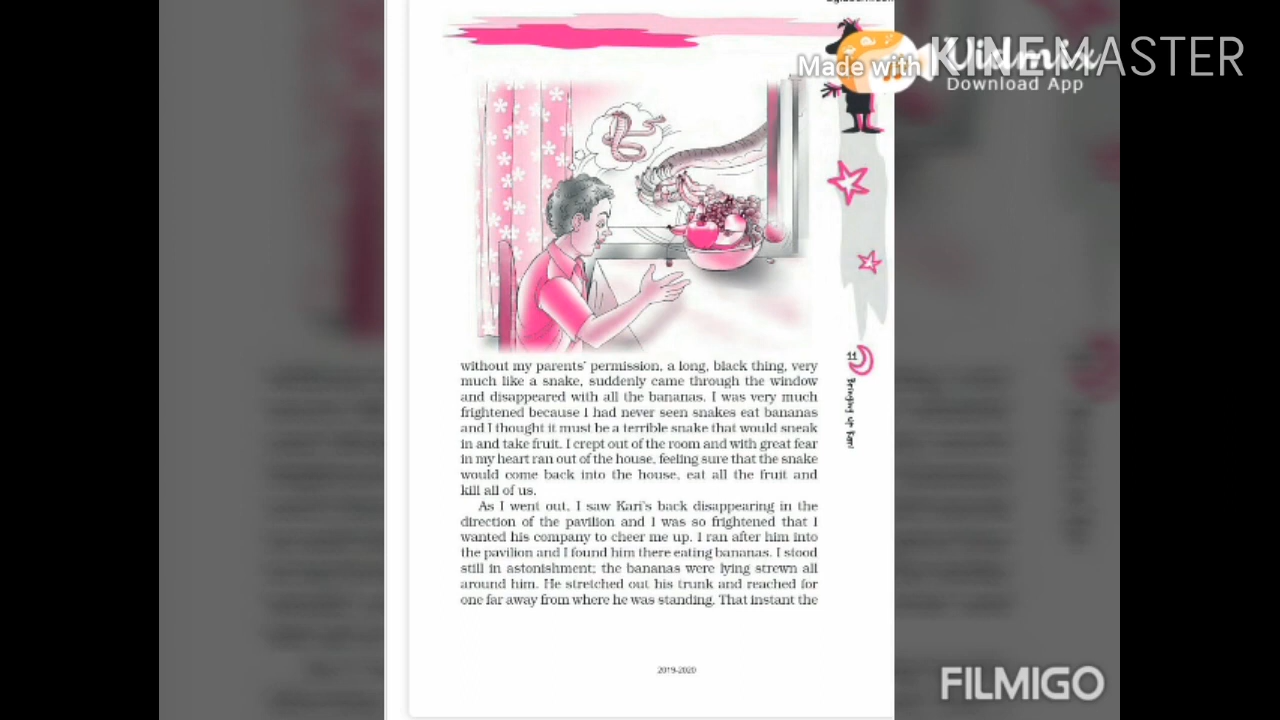 Made with KINEMASTER
Vidmix
Download App
without my parents' permission, a long, black thing, very
much like a snake, suddenly came through the window
and disappeared with all the bananas. I was very much
frightened because I had never seen snakes eat bananas
and I thought it must be a terrible snake that would sneak
in and take fruit. I crept out of the room and with great fear
in my heart ran out of the house, feeling sure that the snake
would come back into the house, eat all the fruit and
kill all of us.
As I went out, I saw Kari's back disappearing in the
direction of the pavilion and I was so frightened that I
wanted his company to cheer me up. I ran after him into
the pavilion and I found him there eating bananas. I stood
still in astonishment; the bananas were lying strewn all
around him. He stretched out his trunk and reached for
one far away from where he was standing. That instant the
11
Bringing up Kari
2019-2020
FILMIGO